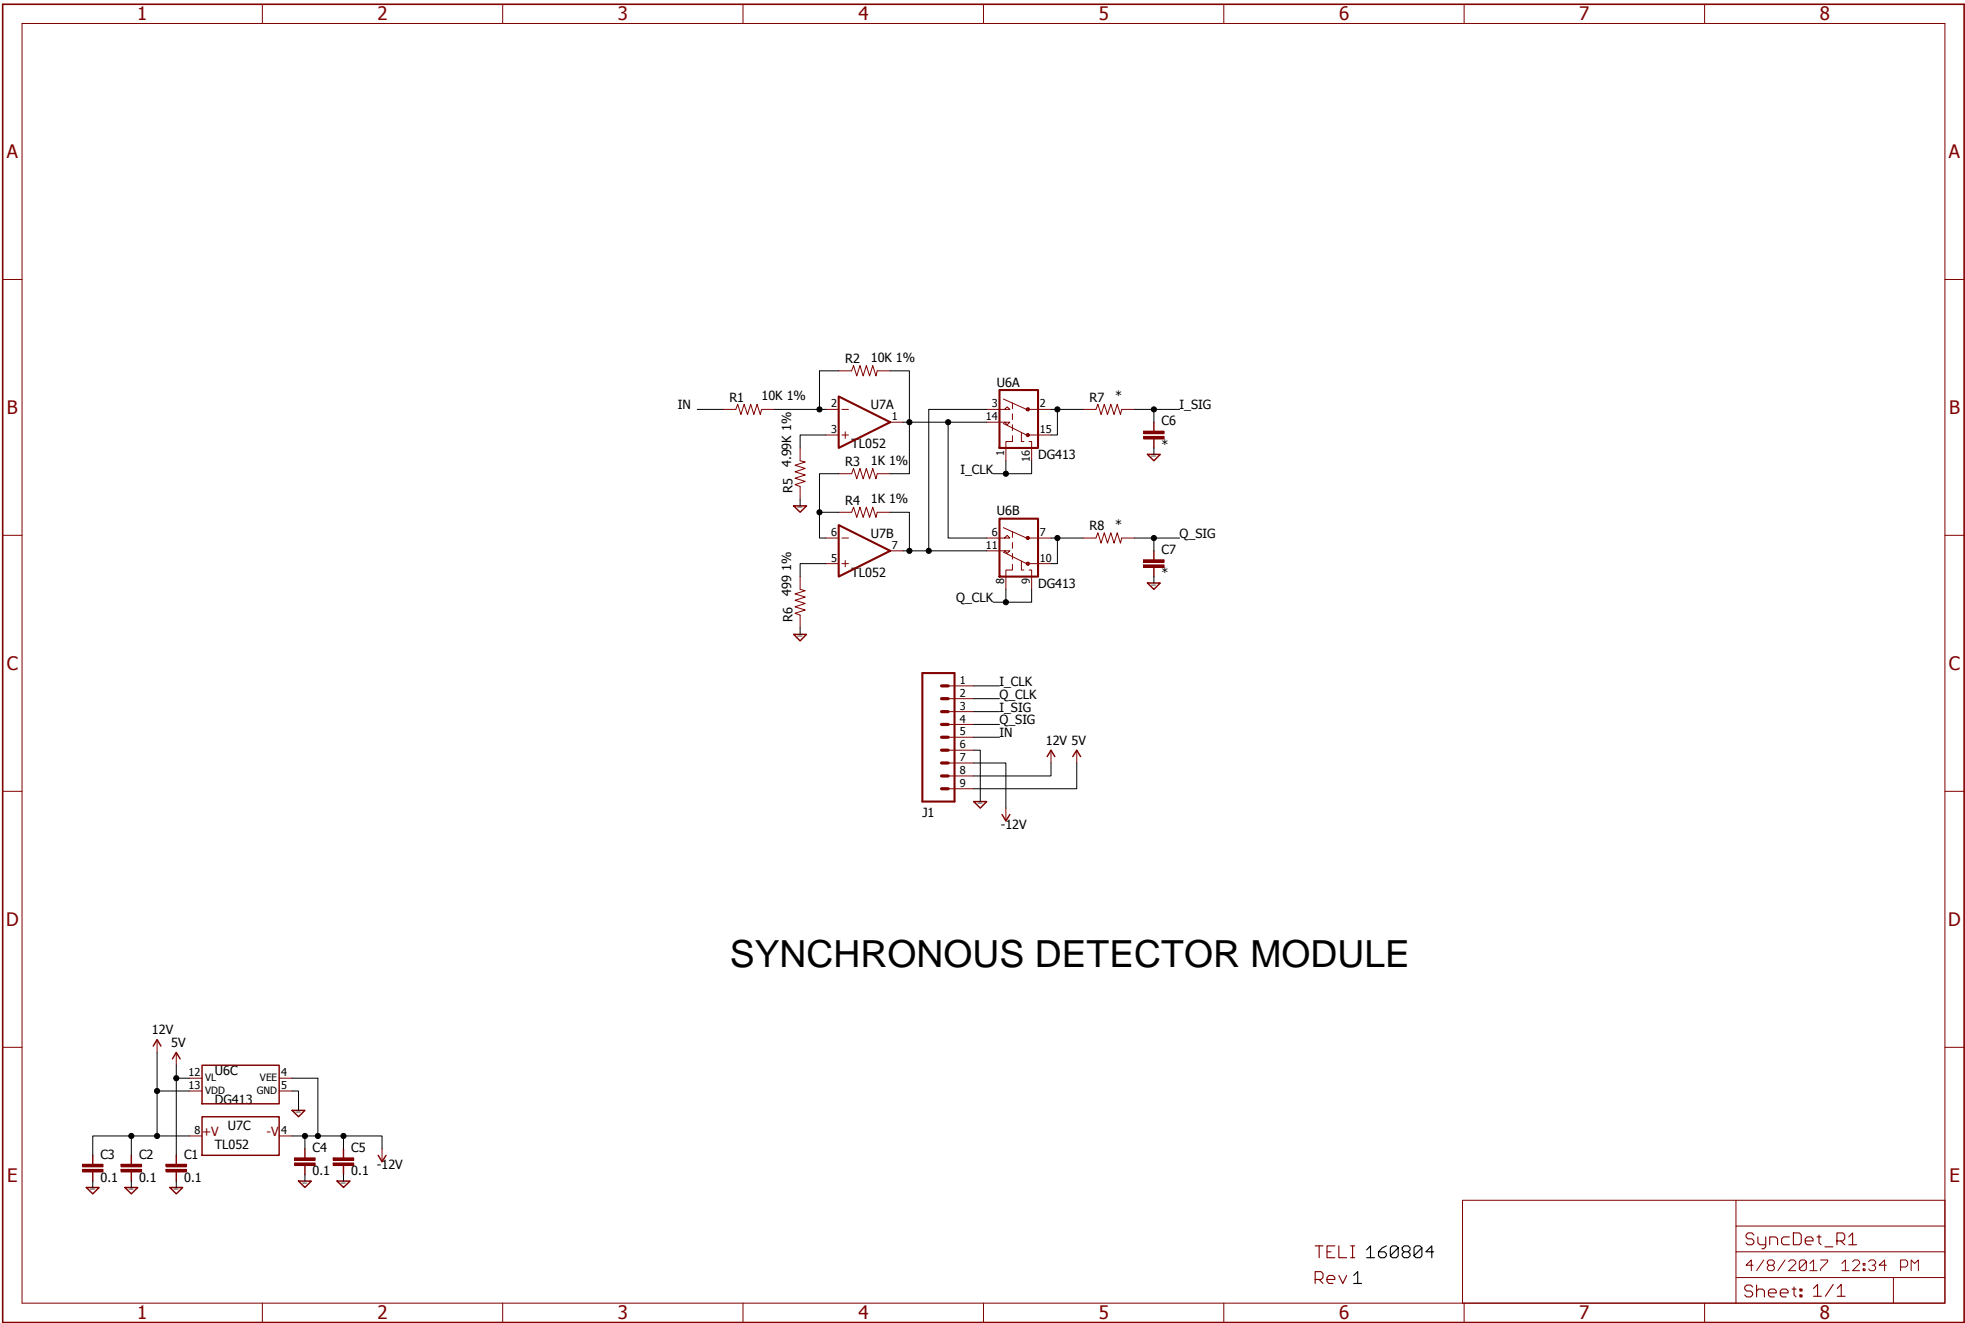 1 2 3 4 5 6 7 8
A A
R2 10K 1%
U6A
IN R1 10K 1% 2 − U7A 1 3 2 R7 * I_SIG
B B
14 C6
3 + TL052 15 *
R5 4.99K 1% R3 1K 1% 1 16 DG413
I_CLK
R4 1K 1% U6B
6 − U7B 7 6 7 R8 * Q_SIG
11 C7
5 + TL052 10 *
R6 499 1% 8 9 DG413
Q_CLK
C C
1 I_CLK
2 Q_CLK
3 I_SIG
4 Q_SIG
5 IN
6 12V 5V
7
8
9
J1
-12V
D D
SYNCHRONOUS DETECTOR MODULE
12V
5V
12 VL U6C VEE 4
13 VDD GND 5
DG413
8 +V U7C -V 4
TL052
C3 C2 C1 C4 C5
0.1 0.1 0.1 0.1 0.1 -12V
E E
TELI 160804
Rev 1
SyncDet_R1
4/8/2017 12:34 PM
Sheet: 1/1
1 2 3 4 5 6 7 8